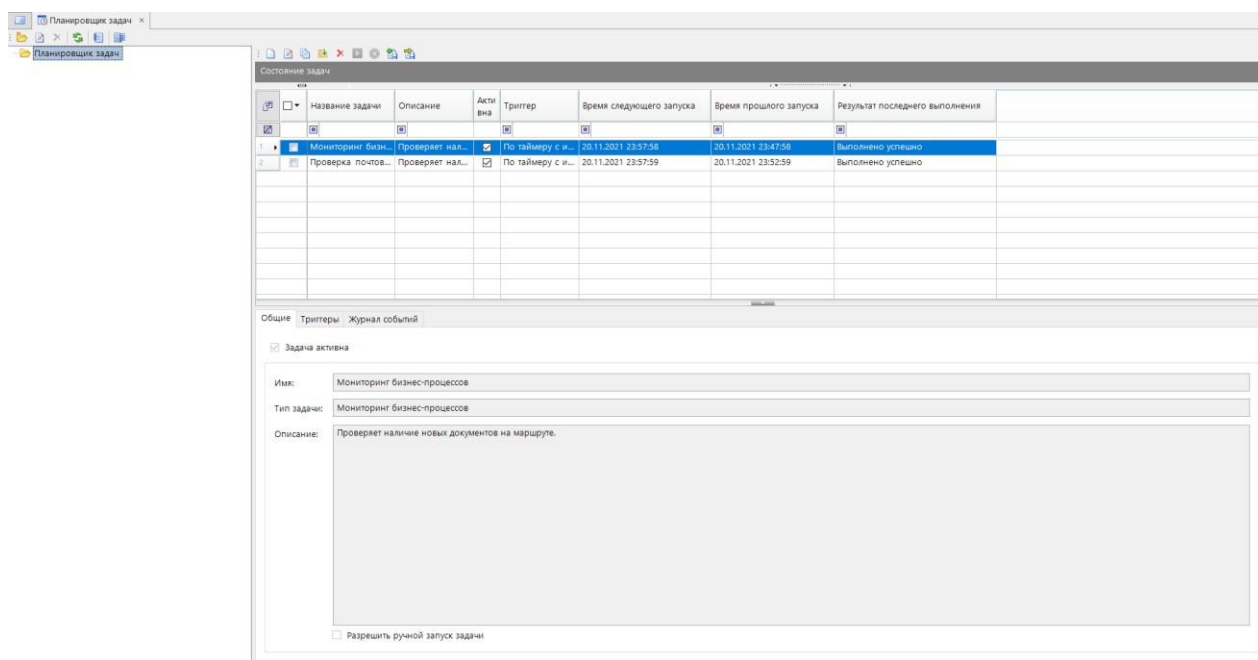 Планировщик задач ×
Планировщик задач
Состояние задач
Название задачи Описание Акти вна Триггер Время следующего запуска Время прошлого запуска Результат последнего выполнения
1 Мониторинг бизн... Проверяет нал... По таймеру с и... 20.11.2021 23:57:58 20.11.2021 23:47:58 Выполнено успешно
2 Проверка почтов... Проверяет нал... По таймеру с и... 20.11.2021 23:57:59 20.11.2021 23:52:59 Выполнено успешно
Общие Триггеры Журнал событий
Задача активна
Имя: Мониторинг бизнес-процессов
Тип задачи: Мониторинг бизнес-процессов
Описание: Проверяет наличие новых документов на маршруте.
Разрешить ручной запуск задачи